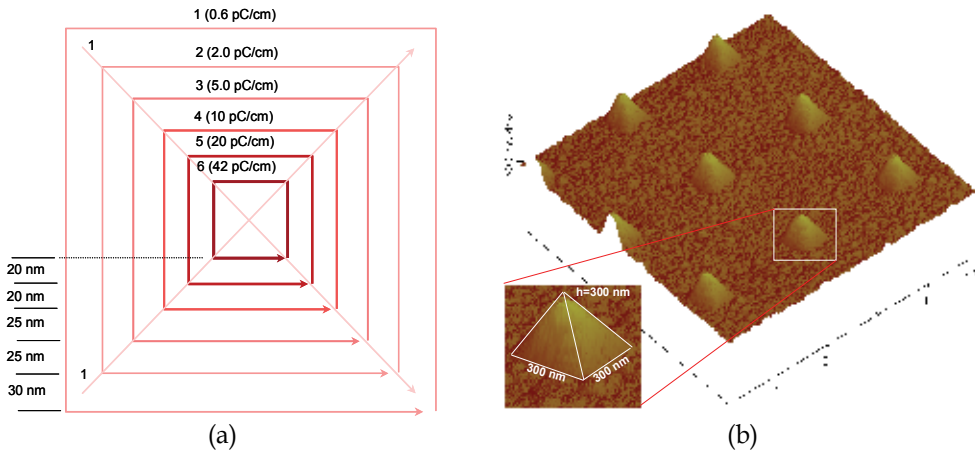 1 (0.6 pC/cm)
1
2 (2.0 pC/cm)
3 (5.0 pC/cm)
4 (10 pC/cm)
5 (20 pC/cm)
6 (42 pC/cm)
20 nm
20 nm
25 nm
25 nm
1
30 nm
(a)
h=300 nm
300 nm
300 nm
(b)